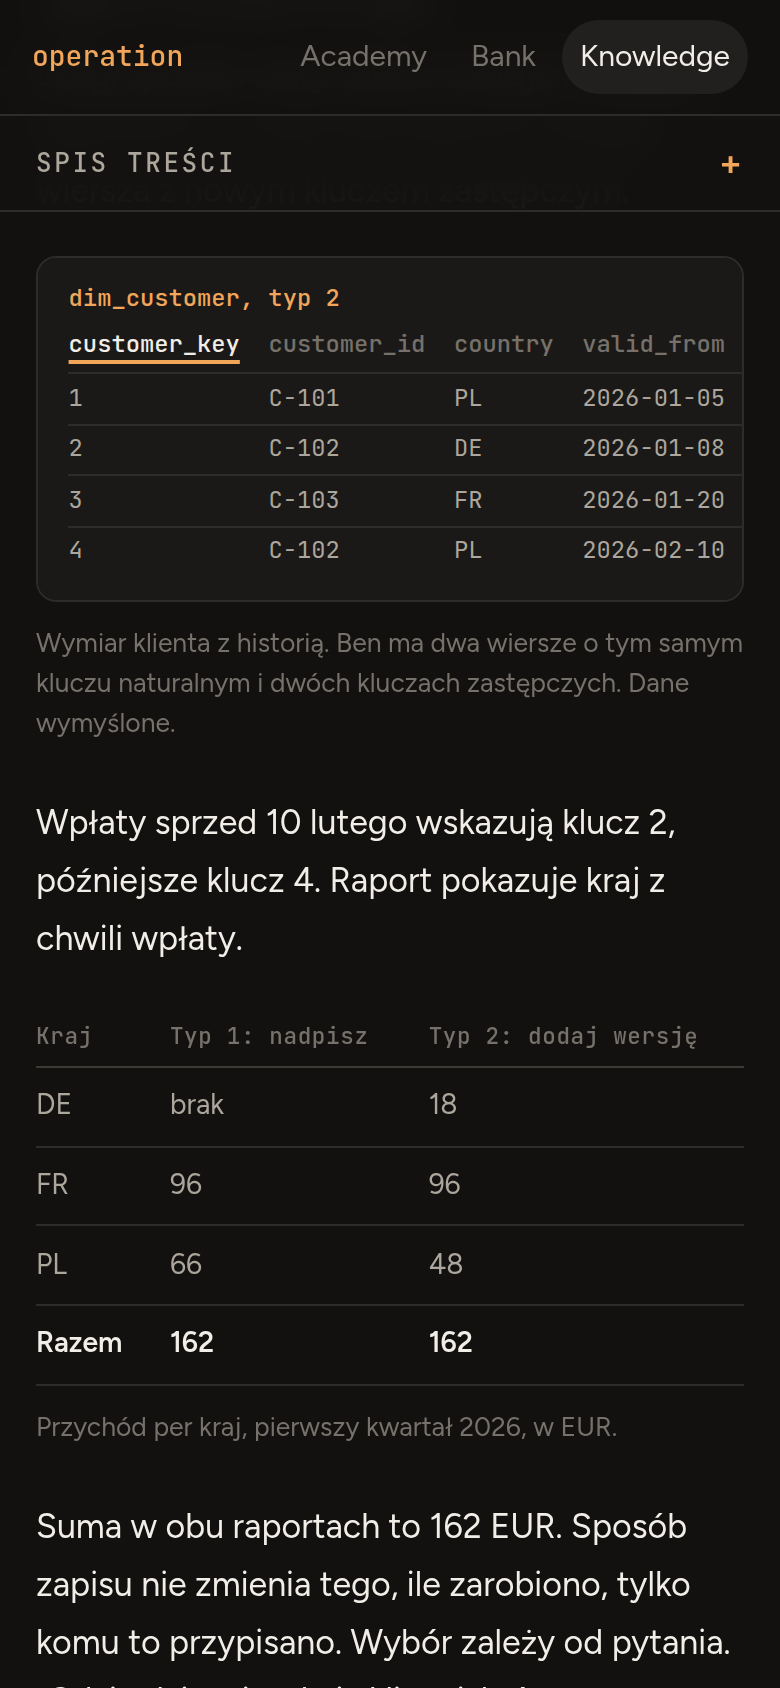 operation Academy Bank Knowledge
SPIS TREŚCI +
wiersza z nowym kluczem zastępczym.
dim_customer, typ 2
customer_key customer_id country valid_from
1 C-101 PL 2026-01-05
2 C-102 DE 2026-01-08
3 C-103 FR 2026-01-20
4 C-102 PL 2026-02-10
Wymiar klienta z historią. Ben ma dwa wiersze o tym samym
kluczu naturalnym i dwóch kluczach zastępczych. Dane
wymyślone.
Wpłaty sprzed 10 lutego wskazują klucz 2,
późniejsze klucz 4. Raport pokazuje kraj z
chwili wpłaty.
Kraj Typ 1: nadpisz Typ 2: dodaj wersję
DE brak 18
FR 96 96
PL 66 48
Razem 162 162
Przychód per kraj, pierwszy kwartał 2026, w EUR.
Suma w obu raportach to 162 EUR. Sposób
zapisu nie zmienia tego, ile zarobiono, tylko
komu to przypisano. Wybór zależy od pytania.